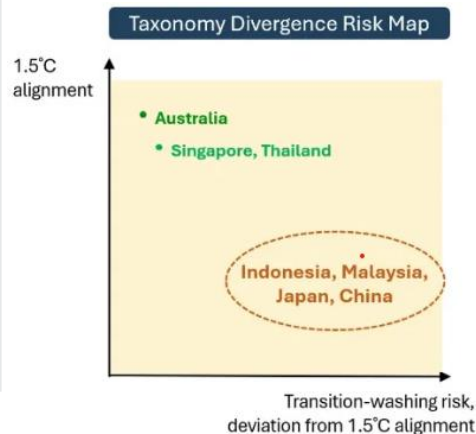 Taxonomy Divergence Risk Map
1.5°C
alignment
Australia
Singapore, Thailand
Indonesia, Malaysia,
Japan, China
Transition-washing risk,
deviation from 1.5°C alignment